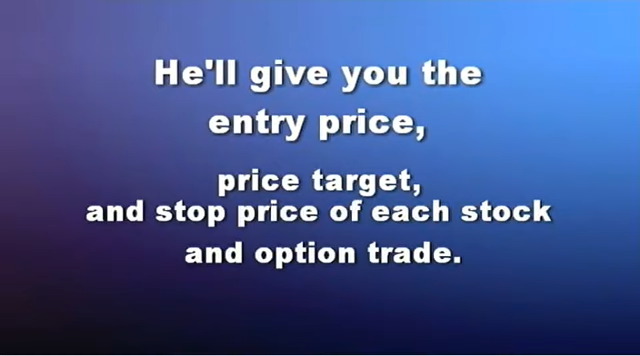 He'll give you the
entry price,
price target,
and stop price of each stock
and option trade.